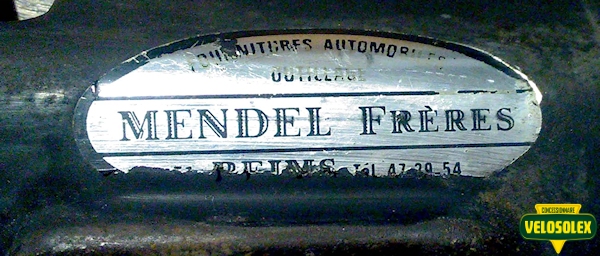 FOURNITURES AUTOMOBILES
OUTILLAGE
MENDEL FRÈRES
REIMS Tél. 47.39-54
CONCESSIONNAIRE
VELOSOLEX